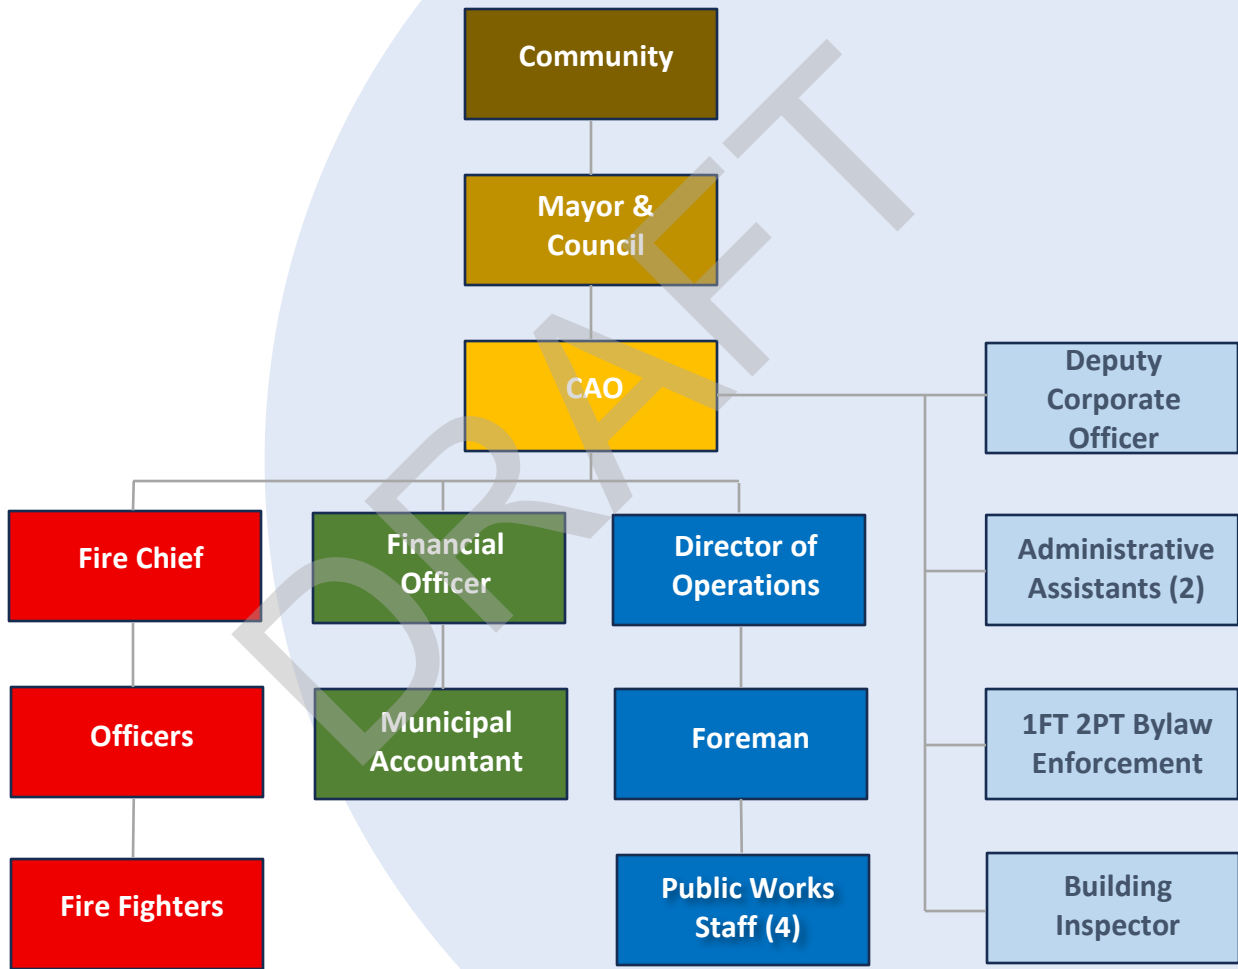 Community
Mayor &
Council
CAO
Deputy
Corporate
Officer
Fire Chief
Financial
Officer
Director of
Operations
Administrative
Assistants (2)
Officers
Municipal
Accountant
Foreman
1FT 2PT Bylaw
Enforcement
Fire Fighters
Public Works
Staff (4)
Building
Inspector
DRAFT